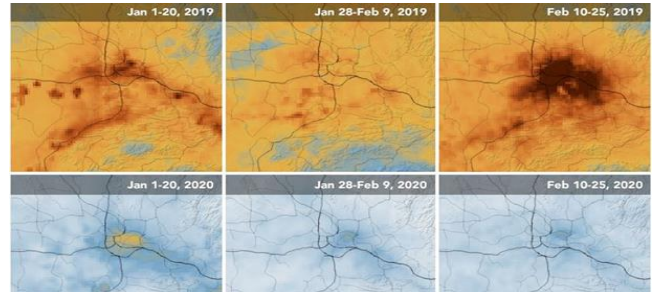 Jan 1-20, 2019
Jan 28-Feb 9, 2019
Feb 10-25, 2019
Jan 1-20, 2020
Jan 28-Feb 9, 2020
Feb 10-25, 2020